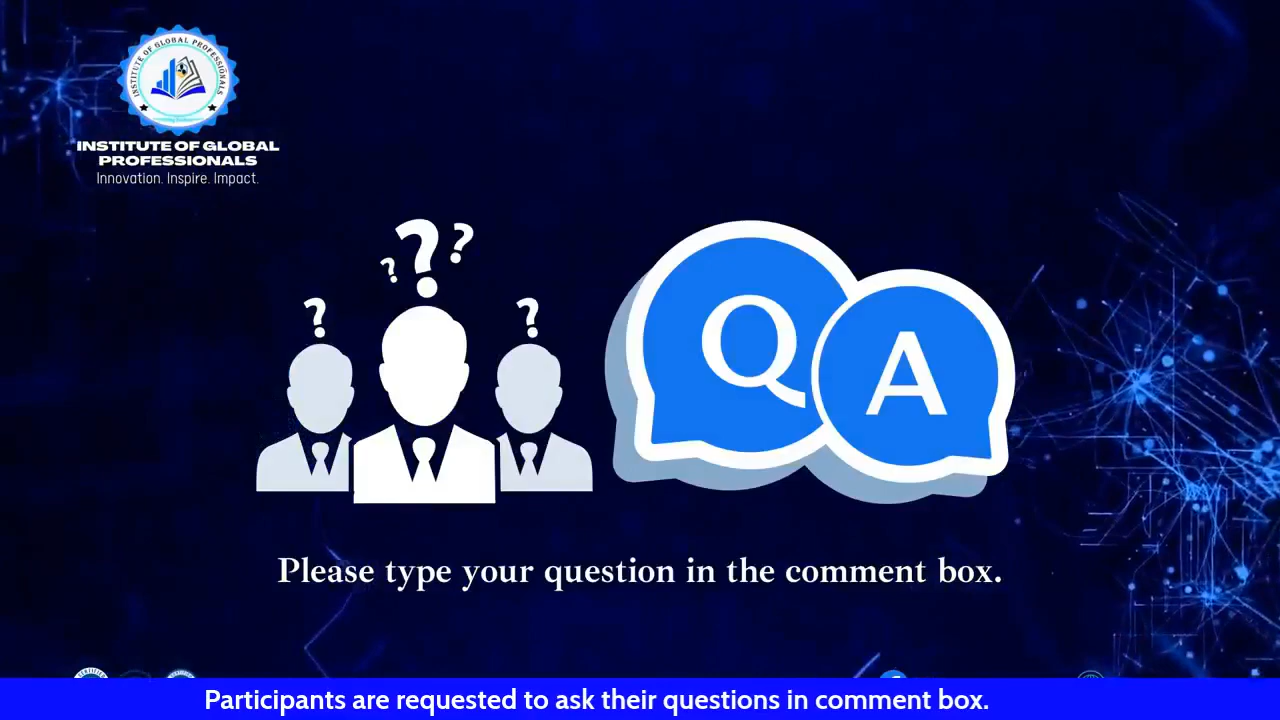 INSTITUTE OF GLOBAL PROFESSIONALS
INSTITUTE OF GLOBAL
PROFESSIONALS
Innovation. Inspire. Impact.
? ? ?
? ?
Q A
Please type your question in the comment box.
Participants are requested to ask their questions in comment box.